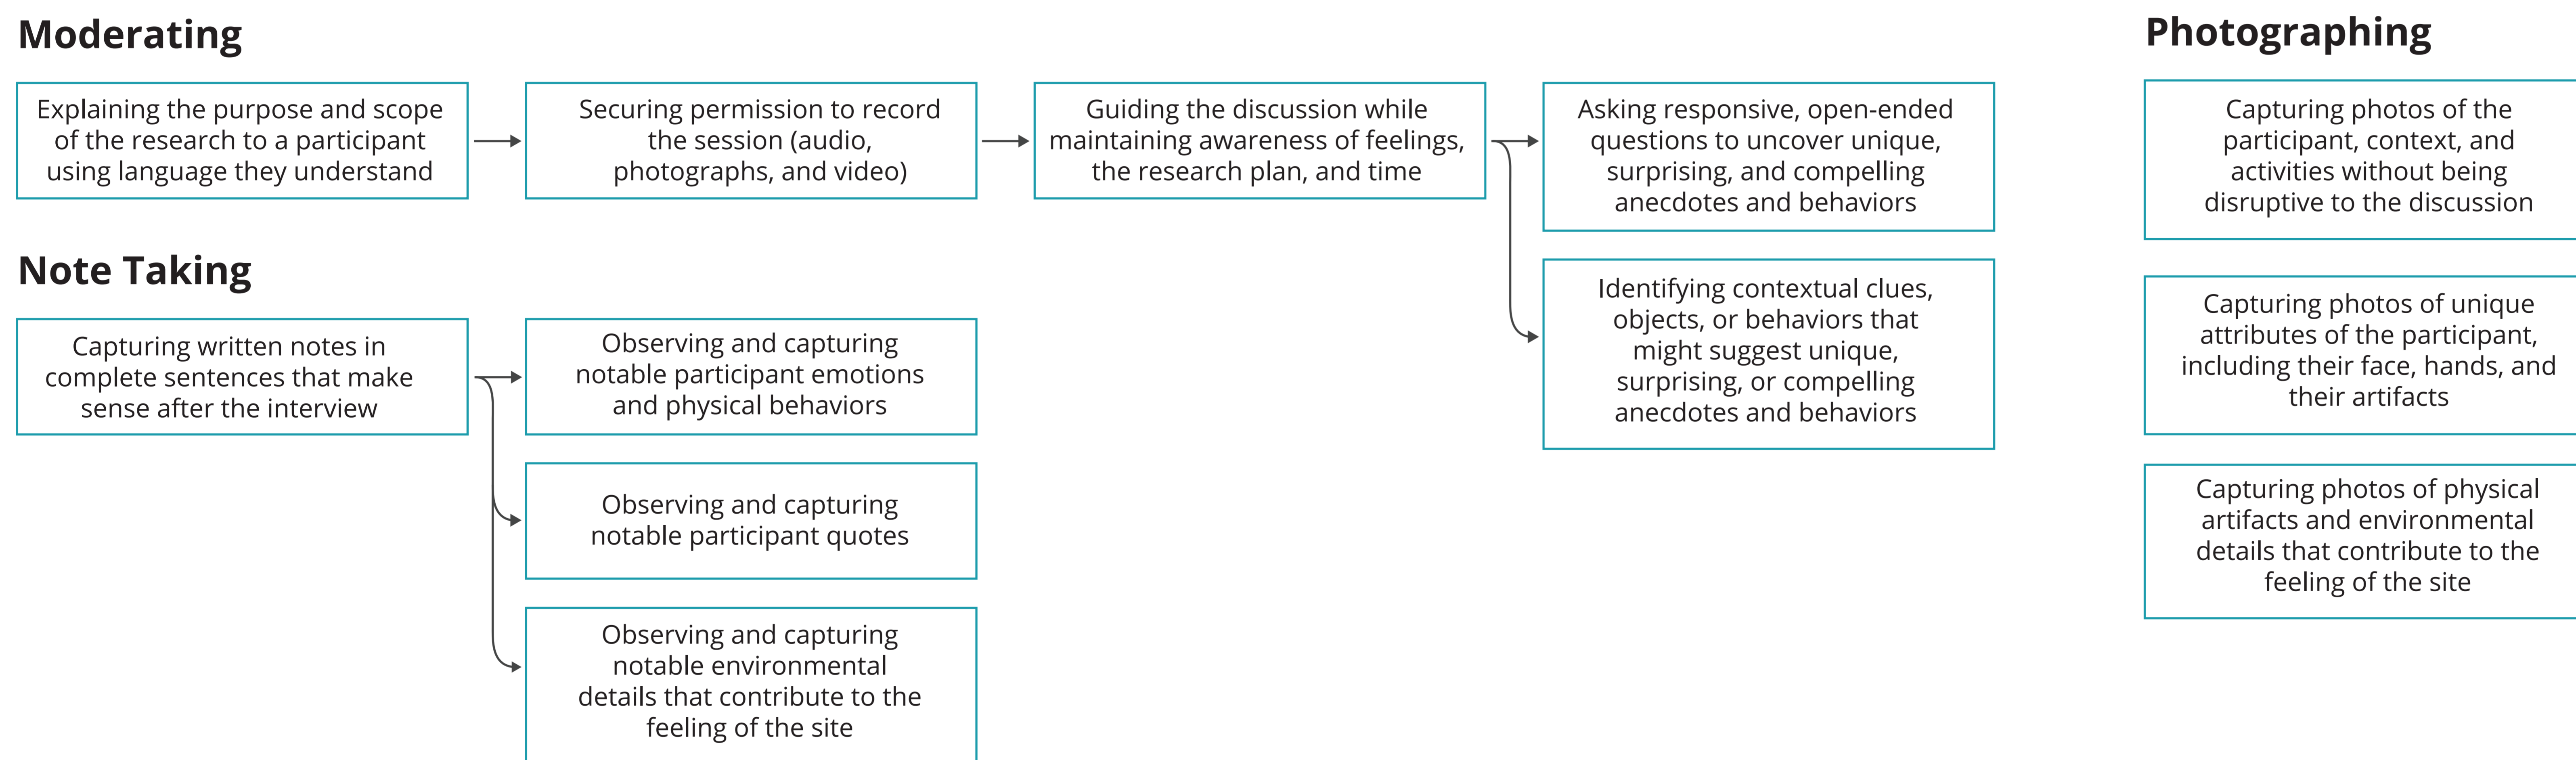 Moderating
Explaining the purpose and scope
of the research to a participant
using language they understand
Securing permission to record
the session (audio,
photographs, and video)
Guiding the discussion while
maintaining awareness of feelings,
the research plan, and time
Asking responsive, open-ended
questions to uncover unique,
surprising, and compelling
anecdotes and behaviors
Identifying contextual clues,
objects, or behaviors that
might suggest unique,
surprising, or compelling
anecdotes and behaviors
Note Taking
Capturing written notes in
complete sentences that make
sense after the interview
Observing and capturing
notable participant emotions
and physical behaviors
Observing and capturing
notable participant quotes
Observing and capturing
notable environmental
details that contribute to the
feeling of the site
Photographing
Capturing photos of the
participant, context, and
activities without being
disruptive to the discussion
Capturing photos of unique
attributes of the participant,
including their face, hands, and
their artifacts
Capturing photos of physical
artifacts and environmental
details that contribute to the
feeling of the site